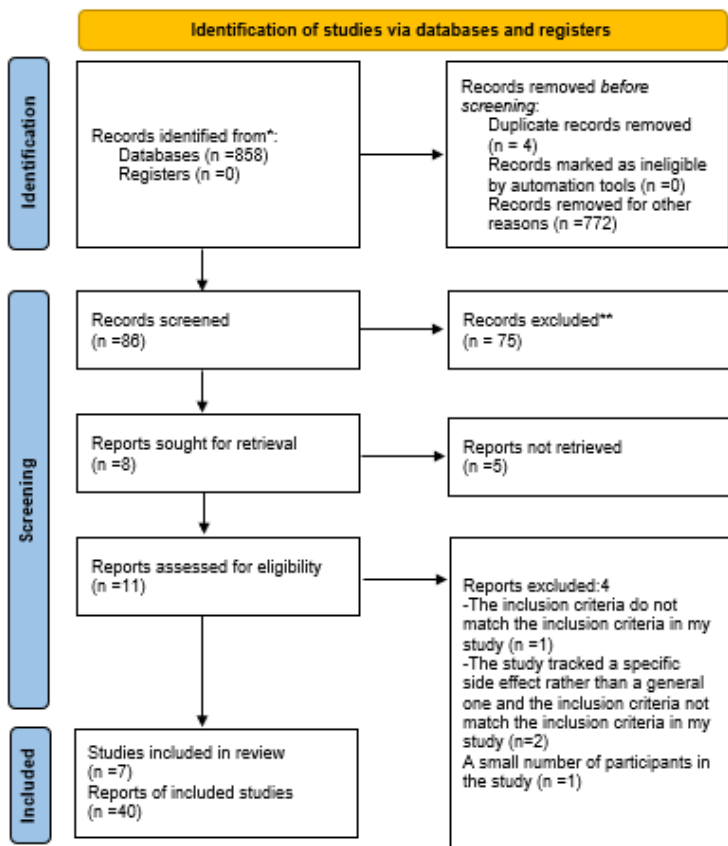 Identification of studies via databases and registers
Identification
Records identified from*:
Databases (n =858)
Registers (n =0)
Records removed before
screening:
Duplicate records removed
(n = 4)
Records marked as ineligible
by automation tools (n =0)
Records removed for other
reasons (n =772)
Screening
Records screened
(n =86)
Records excluded**
(n = 75)
Reports sought for retrieval
(n =8)
Reports not retrieved
(n =5)
Reports assessed for eligibility
(n =11)
Reports excluded:4
-The inclusion criteria do not
match the inclusion criteria in my
study (n =1)
-The study tracked a specific
side effect rather than a general
one and the inclusion criteria not
match the inclusion criteria in my
study (n=2)
A small number of participants in
the study (n =1)
Included
Studies included in review
(n =7)
Reports of included studies
(n =40)